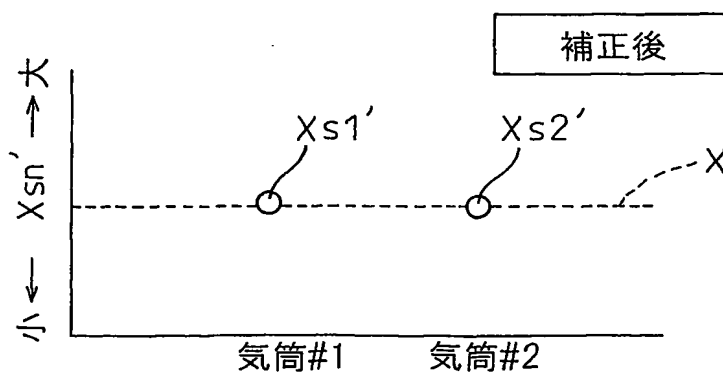 補正後
小 ← Xsn' → 大
Xs1'
Xs2'
X
気筒#1
気筒#2